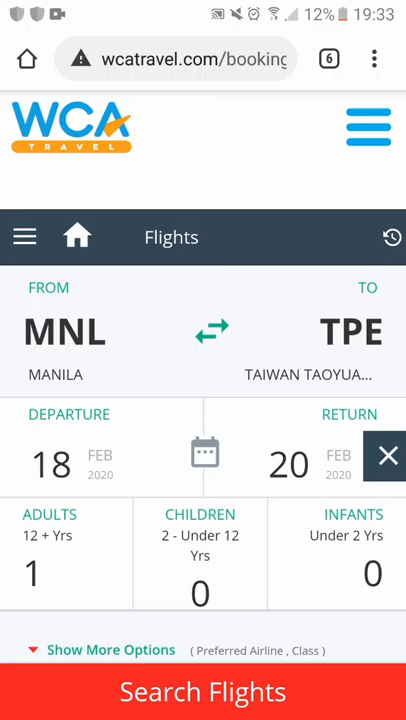 12% 19:33
wcatravel.com/booking
6
WCA
TRAVEL
Flights
FROM TO
MNL TPE
MANILA TAIWAN TAOYUA...
DEPARTURE RETURN
18 FEB 2020 20 FEB 2020
ADULTS CHILDREN INFANTS
12 + Yrs 2 - Under 12 Yrs Under 2 Yrs
1 0 0
Show More Options ( Preferred Airline , Class )
Search Flights